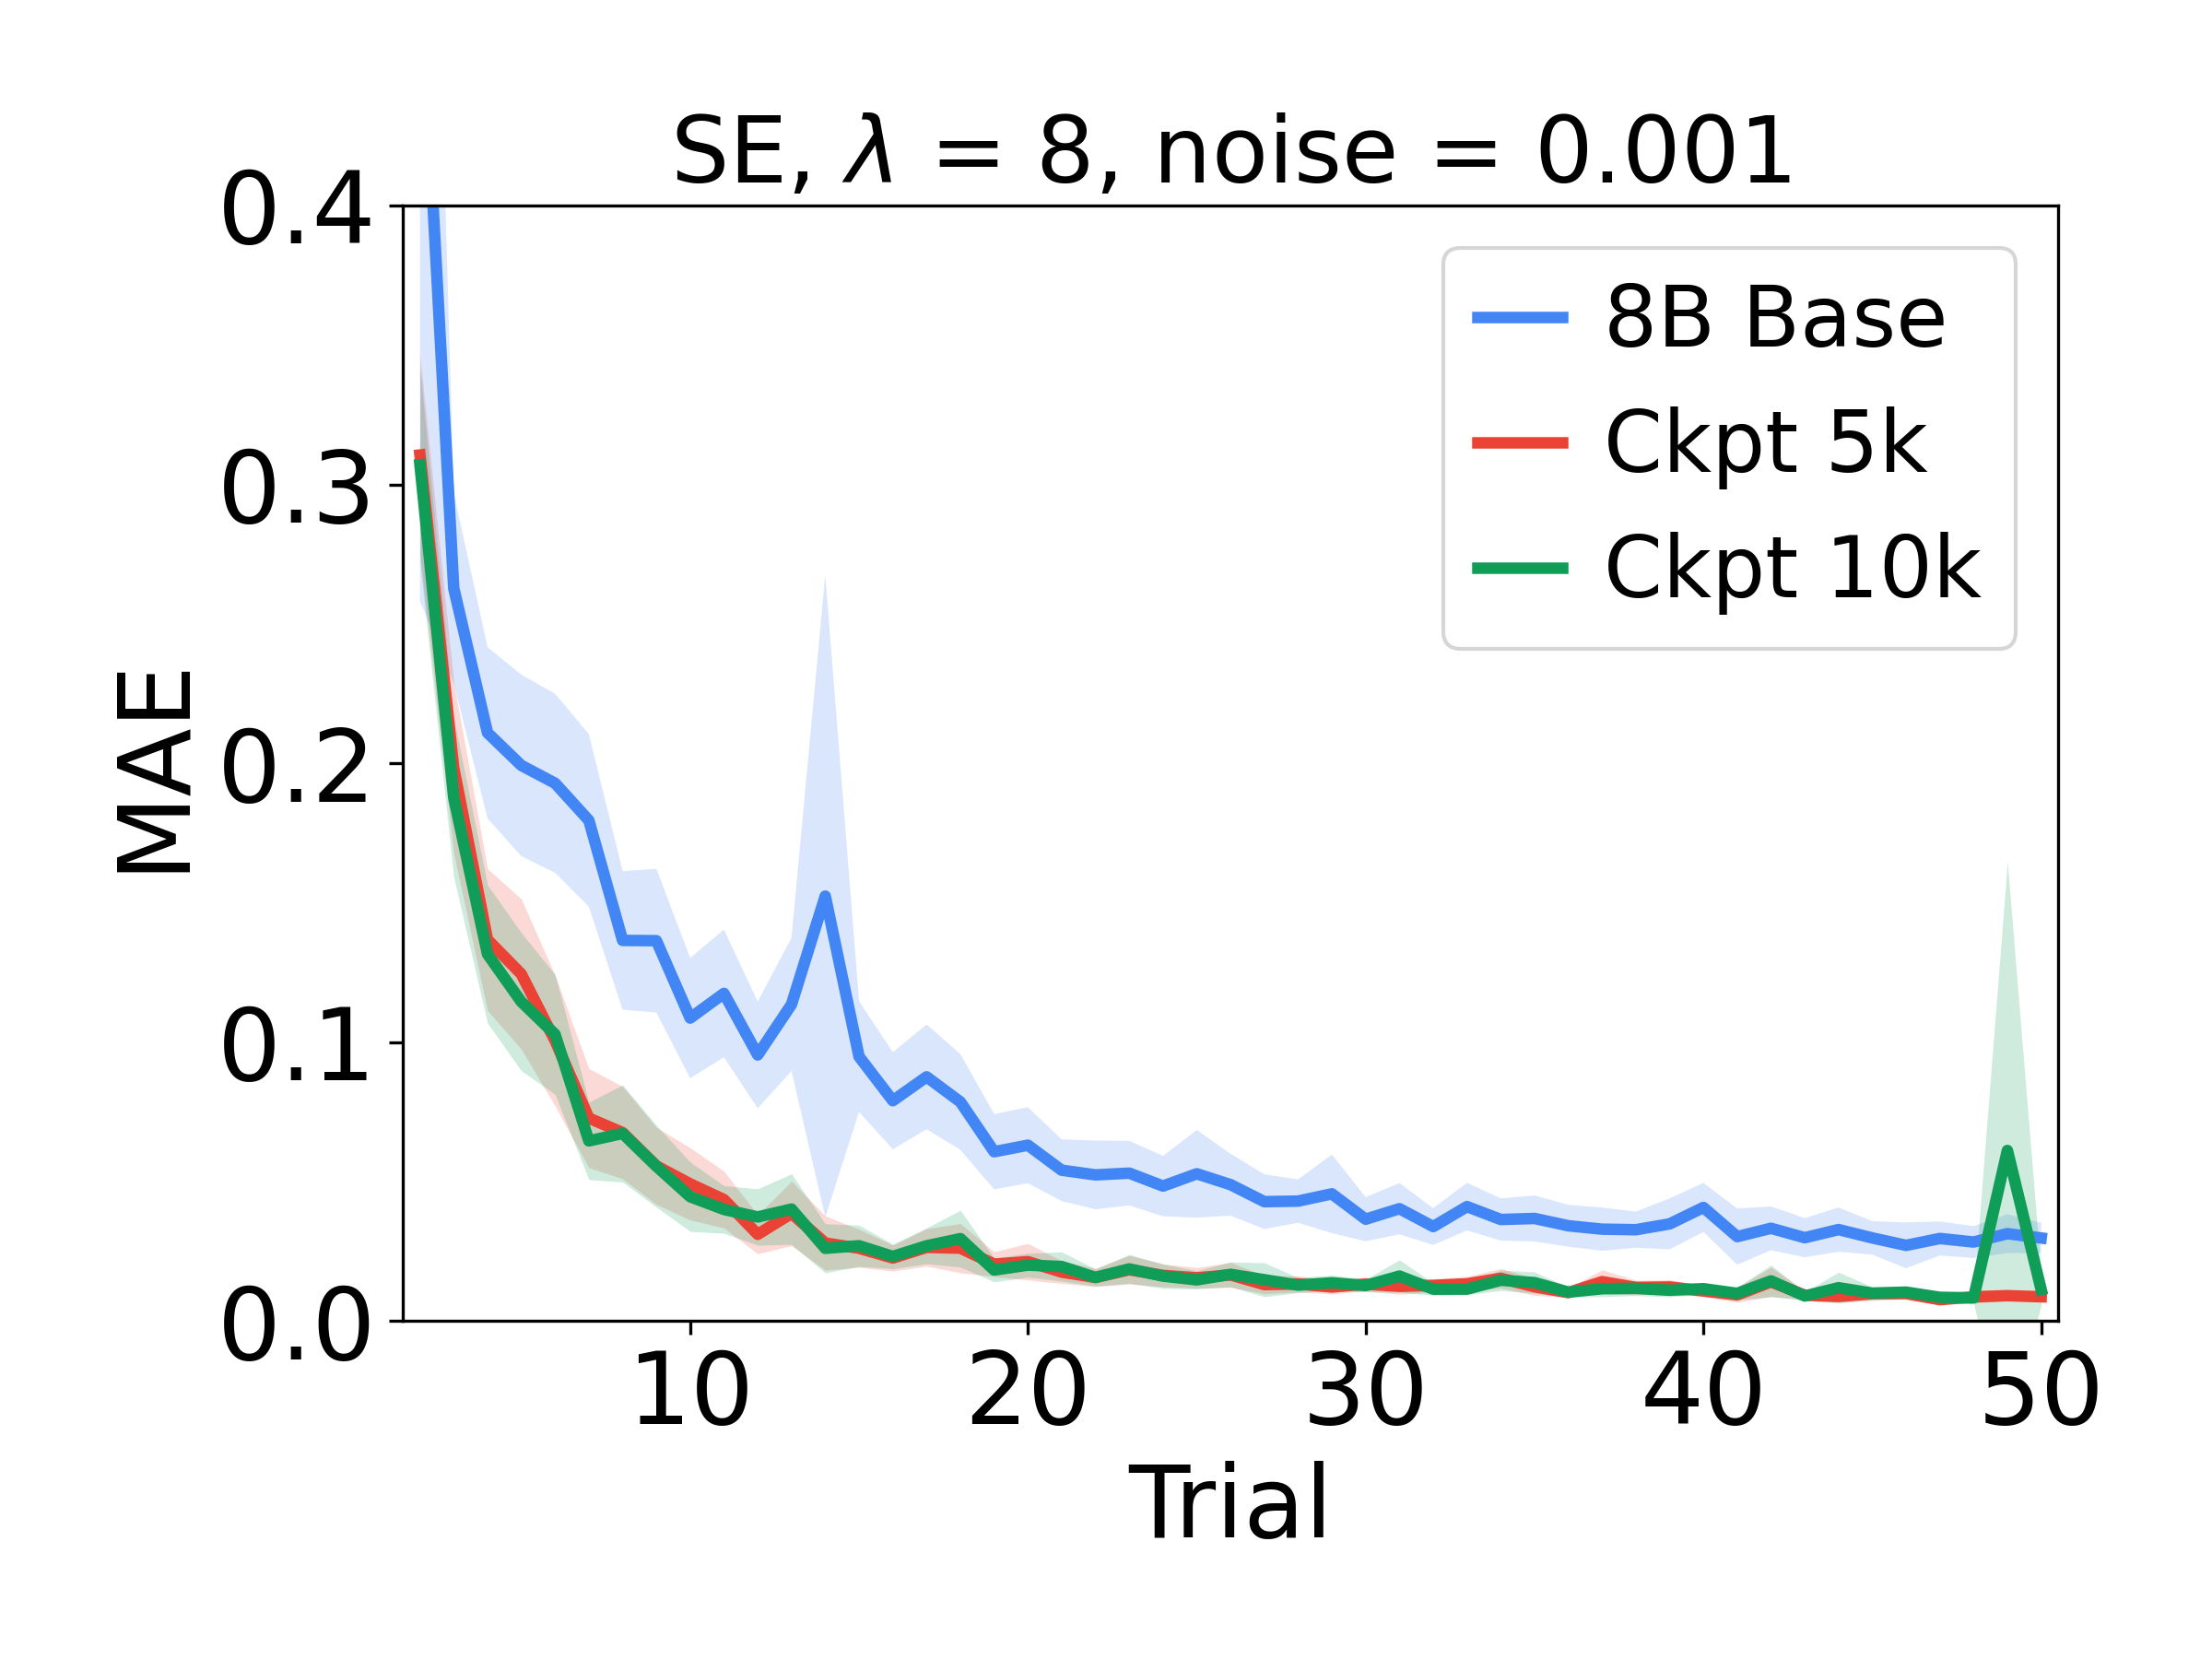 SE, λ = 8, noise = 0.001
0.4
0.3
0.2
0.1
0.0
MAE
8B Base
Ckpt 5k
Ckpt 10k
10 20 30 40 50
Trial